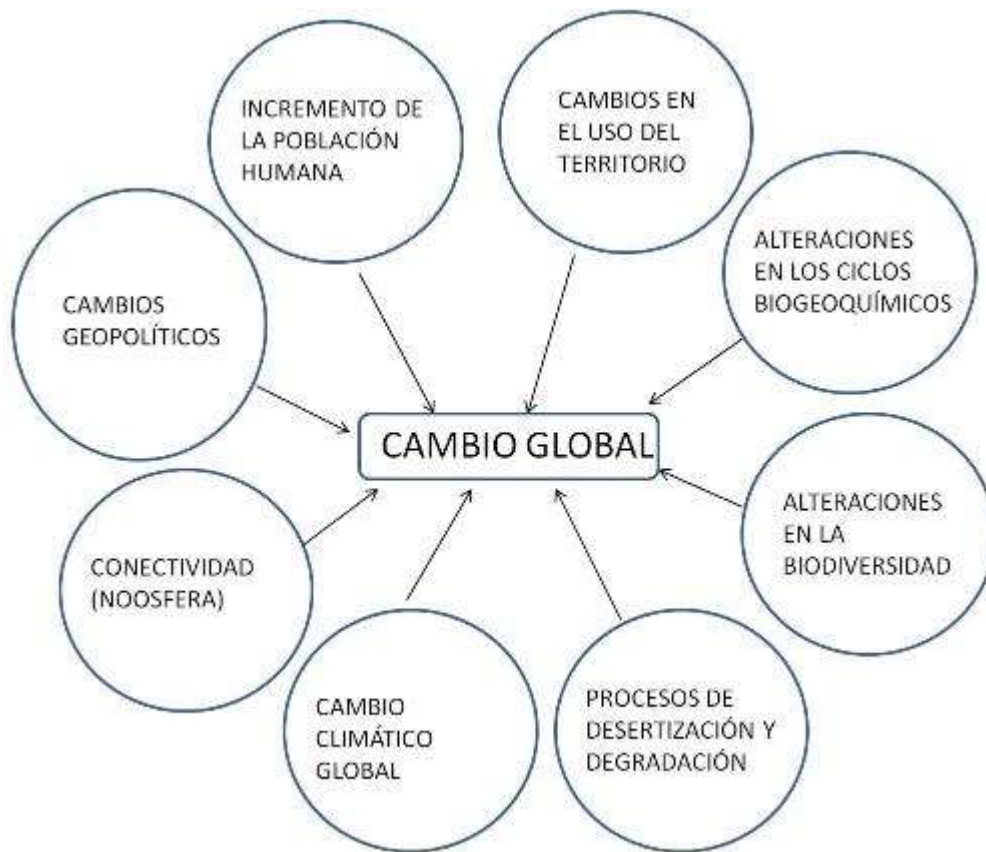 INCREMENTO DE
LA POBLACIÓN
HUMANA
CAMBIOS EN
EL USO DEL
TERRITORIO
ALTERACIONES
EN LOS CICLOS
BIOGEOQUÍMICOS
CAMBIOS
GEOPOLÍTICOS
CAMBIO GLOBAL
ALTERACIONES
EN LA
BIODIVERSIDAD
CONECTIVIDAD
(NOOSFERA)
CAMBIO
CLIMÁTICO
GLOBAL
PROCESOS DE
DESERTIZACIÓN Y
DEGRADACIÓN